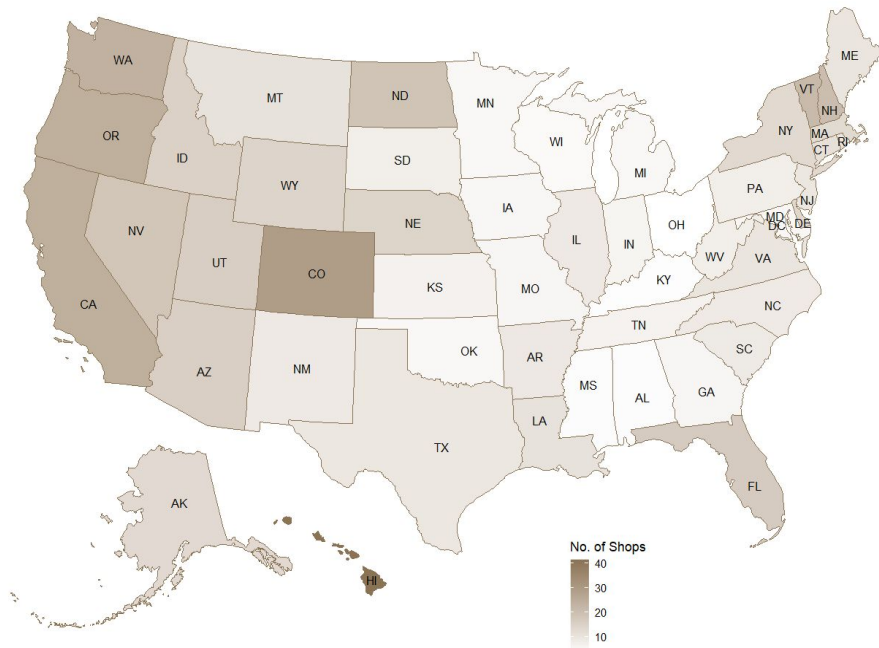 WA
MT
ND
MN
ME
VT
NH
OR
ID
WY
SD
WI
MI
NY
MA
CT
RI
NV
UT
CO
NE
IA
IL
IN
OH
PA
NJ
MD
DC
DE
WV
VA
CA
AZ
NM
KS
MO
KY
TN
NC
SC
OK
AR
MS
AL
GA
TX
LA
FL
AK
HI
No. of Shops
40
30
20
10